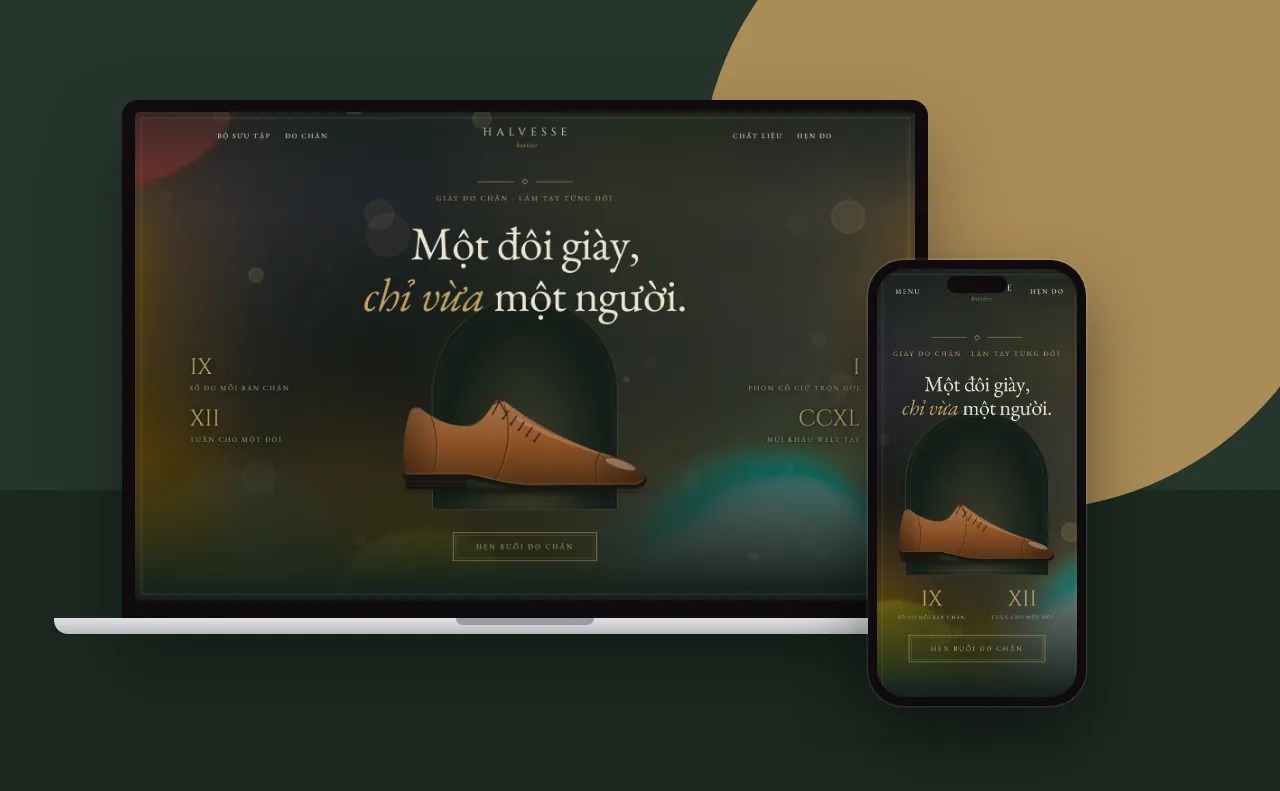 BỘ SƯU TẬP ĐO CHÂN
HALVESSE
bottier
CHẤT LIỆU HẸN ĐO
GIÀY ĐO CHÂN · LÀM TAY TỪNG ĐÔI
Một đôi giày,
chỉ vừa một người.
IX
SỐ ĐO MỖI BÀN CHÂN
XII
TUẦN CHO MỘT ĐÔI
I
PHOM GỖ GIỮ TRỌN ĐỜI
CCXL
MŨI KHÂU WELT TAY
HẸN BUỔI ĐO CHÂN
MENU
E
bottier
HẸN ĐO
GIÀY ĐO CHÂN · LÀM TAY TỪNG ĐÔI
Một đôi giày,
chỉ vừa một người.
IX
SỐ ĐO MỖI BÀN CHÂN
XII
TUẦN CHO MỘT ĐÔI
HẸN BUỔI ĐO CHÂN